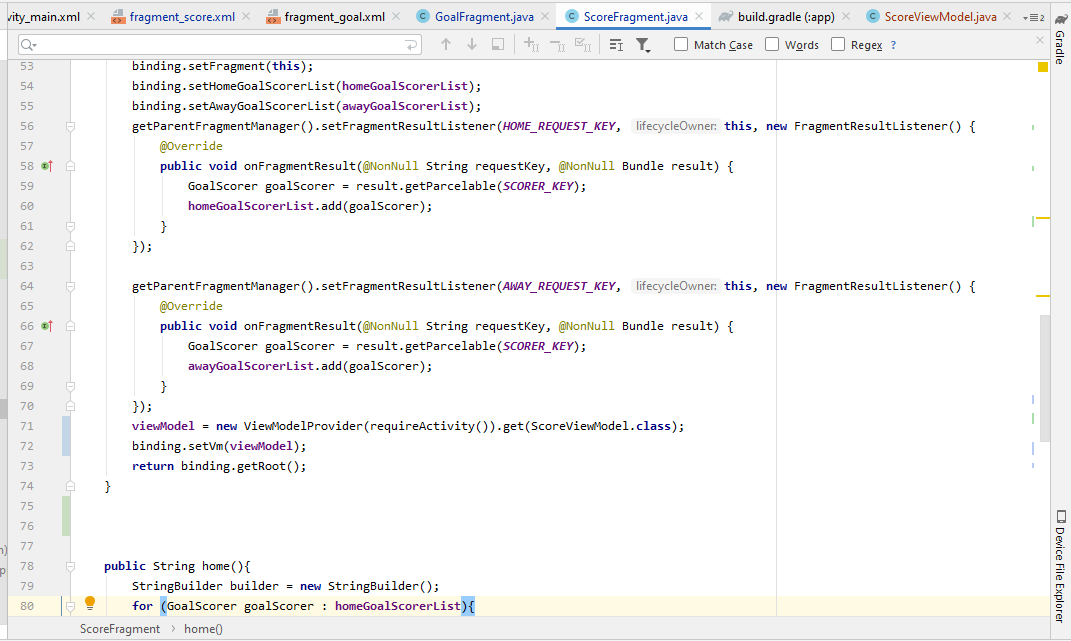 vity_main.xml fragment_score.xml fragment_goal.xml GoalFragment.java ScoreFragment.java build.gradle (:app) ScoreViewModel.java 2
Match Case Words Regex ?
Gradle
53 binding.setFragment(this);
54 binding.setHomeGoalScorerList(homeGoalScorerList);
55 binding.setAwayGoalScorerList(awayGoalScorerList);
56 getParentFragmentManager().setFragmentResultListener(HOME_REQUEST_KEY, lifecycleOwner: this, new FragmentResultListener() {
57 @Override
58 public void onFragmentResult(@NonNull String requestKey, @NonNull Bundle result) {
59 GoalScorer goalScorer = result.getParcelable(SCORER_KEY);
60 homeGoalScorerList.add(goalScorer);
61 }
62 });
63
64 getParentFragmentManager().setFragmentResultListener(AWAY_REQUEST_KEY, lifecycleOwner: this, new FragmentResultListener() {
65 @Override
66 public void onFragmentResult(@NonNull String requestKey, @NonNull Bundle result) {
67 GoalScorer goalScorer = result.getParcelable(SCORER_KEY);
68 awayGoalScorerList.add(goalScorer);
69 }
70 });
71 viewModel = new ViewModelProvider(requireActivity()).get(ScoreViewModel.class);
72 binding.setVm(viewModel);
73 return binding.getRoot();
74 }
75
76
77
78 public String home(){
79 StringBuilder builder = new StringBuilder();
80 for (GoalScorer goalScorer : homeGoalScorerList){
Device File Explorer
ScoreFragment > home()